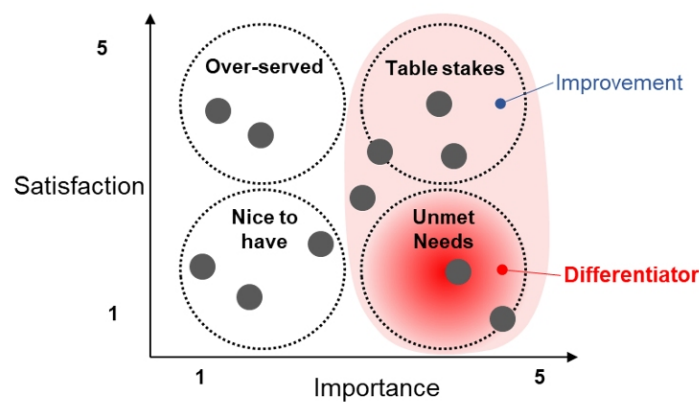 5
Over-served
Table stakes
Improvement
Satisfaction
Nice to
have
Unmet
Needs
Differentiator
1
1
Importance
5